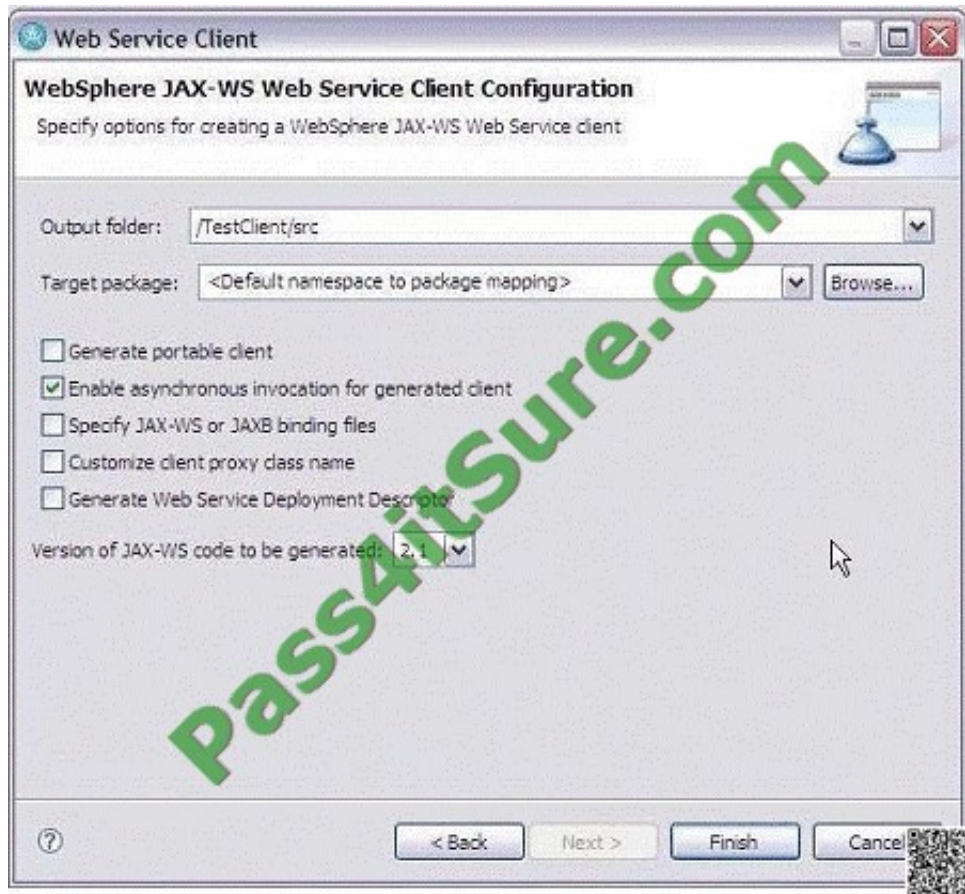 Web Service Client
WebSphere JAX-WS Web Service Client Configuration
Specify options for creating a WebSphere JAX-WS Web Service client
Output folder: /TestClient/src
Target package: <Default namespace to package mapping> Browse...
Generate portable client
Enable asynchronous invocation for generated client
Specify JAX-WS or JAXB binding files
Customize client proxy class name
Generate Web Service Deployment Descriptor
Version of JAX-WS code to be generated: 2.1
Pass4itSure.com
? < Back Next > Finish Cancel